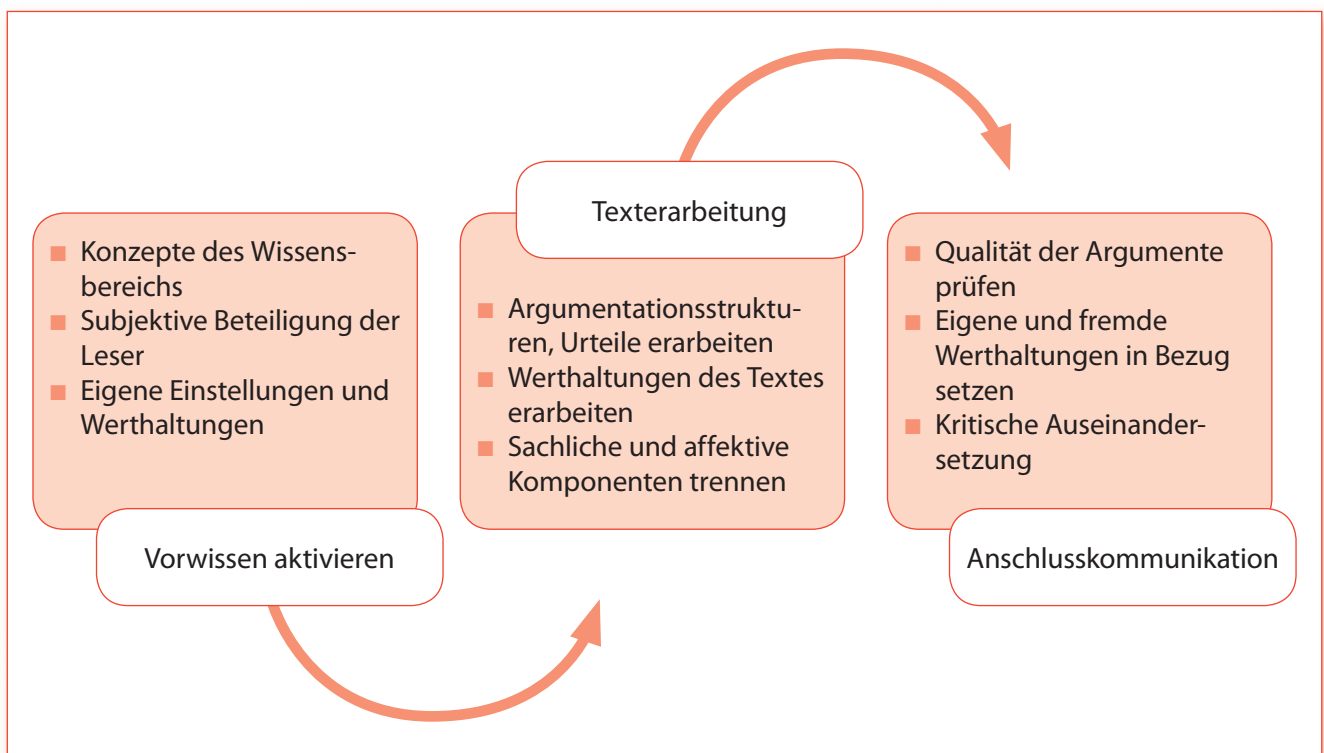 Konzepte des Wissens-
bereichs
Subjektive Beteiligung der
Leser
Eigene Einstellungen und
Werthaltungen
Vorwissen aktivieren
Texterarbeitung
Argumentationsstruktu-
ren, Urteile erarbeiten
Werthaltungen des Textes
erarbeiten
Sachliche und affektive
Komponenten trennen
Qualität der Argumente
prüfen
Eigene und fremde
Werthaltungen in Bezug
setzen
Kritische Auseinander-
setzung
Anschlusskommunikation